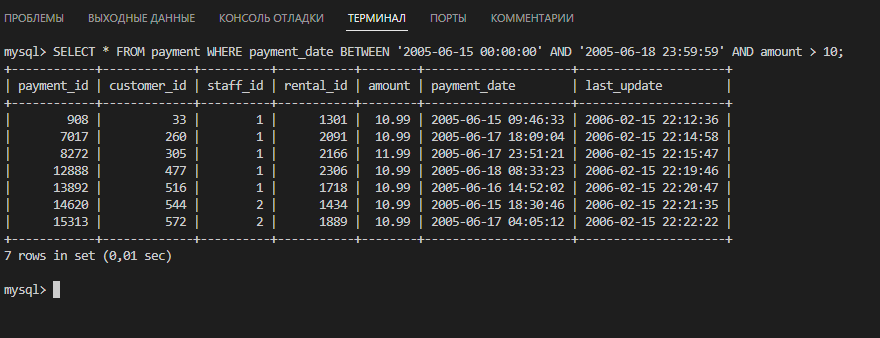 ПРОБЛЕМЫ ВЫХОДНЫЕ ДАННЫЕ КОНСОЛЬ ОТЛАДКИ ТЕРМИНАЛ ПОРТЫ КОММЕНТАРИИ
mysql> SELECT * FROM payment WHERE payment_date BETWEEN '2005-06-15 00:00:00' AND '2005-06-18 23:59:59' AND amount > 10;
+------------+-------------+----------+-----------+--------+---------------------+---------------------+
| payment_id | customer_id | staff_id | rental_id | amount | payment_date        | last_update         |
+------------+-------------+----------+-----------+--------+---------------------+---------------------+
|        908 |          33 |        1 |      1301 |  10.99 | 2005-06-15 09:46:33 | 2006-02-15 22:12:36 |
|       7017 |         260 |        1 |      2091 |  10.99 | 2005-06-17 18:09:04 | 2006-02-15 22:14:58 |
|       8272 |         305 |        1 |      2166 |  11.99 | 2005-06-17 23:51:21 | 2006-02-15 22:15:47 |
|      12888 |         477 |        1 |      2306 |  10.99 | 2005-06-18 08:33:23 | 2006-02-15 22:19:46 |
|      13892 |         516 |        1 |      1718 |  10.99 | 2005-06-16 14:52:02 | 2006-02-15 22:20:47 |
|      14620 |         544 |        2 |      1434 |  10.99 | 2005-06-15 18:30:46 | 2006-02-15 22:21:35 |
|      15313 |         572 |        2 |      1889 |  10.99 | 2005-06-17 04:05:12 | 2006-02-15 22:22:22 |
+------------+-------------+----------+-----------+--------+---------------------+---------------------+
7 rows in set (0,01 sec)
mysql>